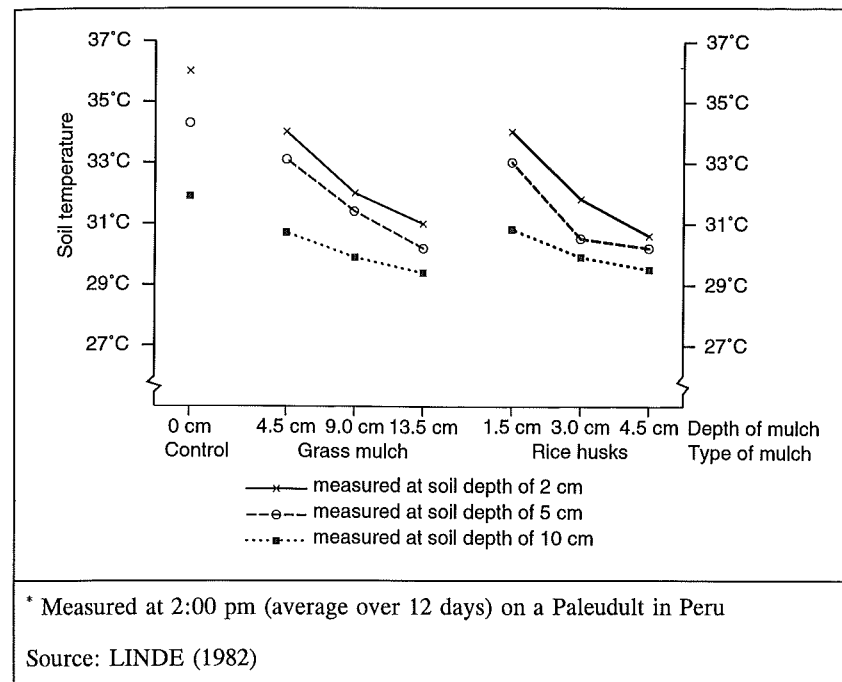 37°C
37°C
35°C
35°C
33°C
33°C
31°C
31°C
29°C
29°C
27°C
27°C
Soil temperature
0 cm 4.5 cm 9.0 cm 13.5 cm 1.5 cm 3.0 cm 4.5 cm Depth of mulch
Control Grass mulch Rice husks Type of mulch
measured at soil depth of 2 cm
measured at soil depth of 5 cm
measured at soil depth of 10 cm
* Measured at 2:00 pm (average over 12 days) on a Paleudult in Peru
Source: LINDE (1982)